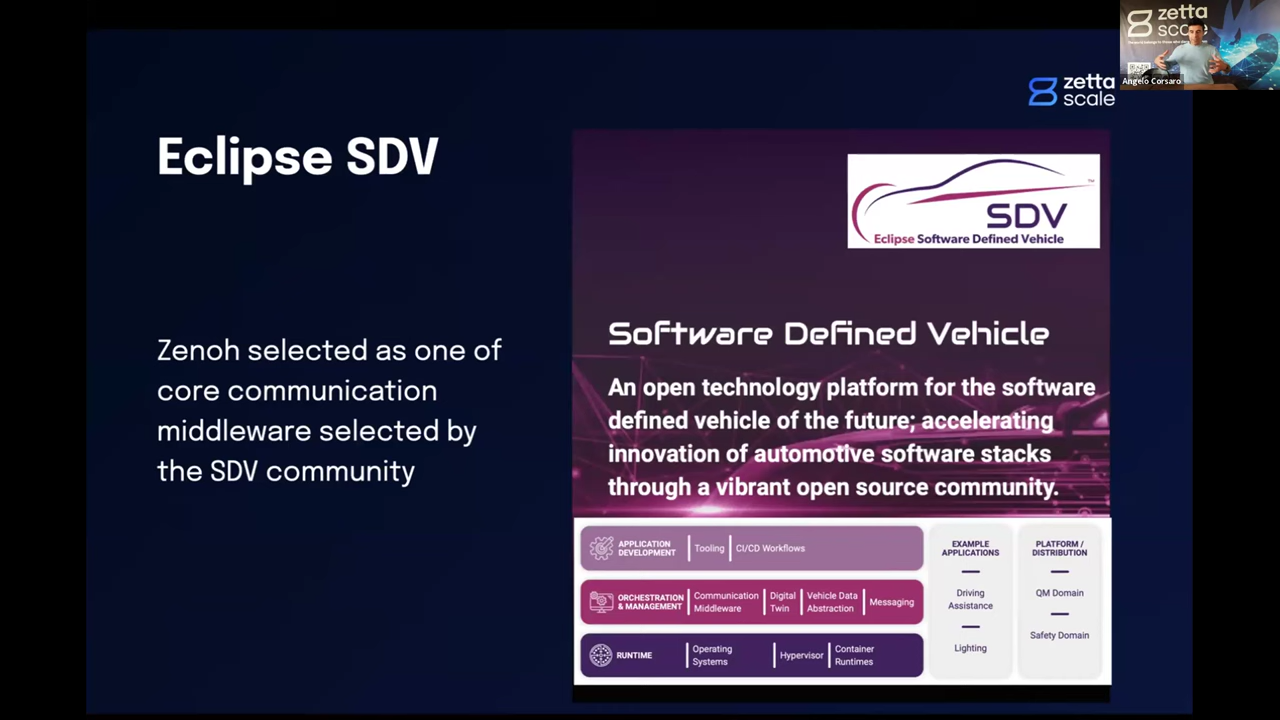 zetta
scale
Angelo Corsaro
zetta
scale
Eclipse SDV
Zenoh selected as one of
core communication
middleware selected by
the SDV community
SDV
™
Eclipse Software Defined Vehicle
Software Defined Vehicle
An open technology platform for the software
defined vehicle of the future; accelerating
innovation of automotive software stacks
through a vibrant open source community.
APPLICATION
DEVELOPMENT
Tooling
CI/CD Workflows
ORCHESTRATION
& MANAGEMENT
Communication
Middleware
Digital
Twin
Vehicle Data
Abstraction
Messaging
RUNTIME
Operating
Systems
Hypervisor
Container
Runtimes
EXAMPLE
APPLICATIONS
Driving
Assistance
Lighting
PLATFORM /
DISTRIBUTION
QM Domain
Safety Domain